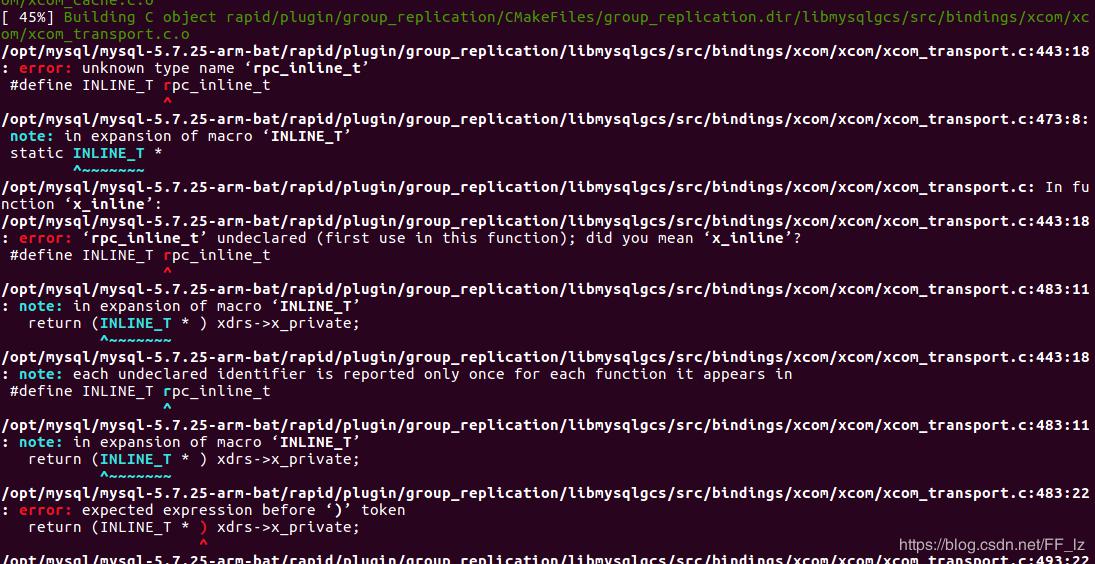 om/xcom_cache.c.o
[ 45%] Building C object rapid/plugin/group_replication/CMakeFiles/group_replication.dir/libmysqlgcs/src/bindings/xcom/xc
om/xcom_transport.c.o
/opt/mysql/mysql-5.7.25-arm-bat/rapid/plugin/group_replication/libmysqlgcs/src/bindings/xcom/xcom/xcom_transport.c:443:18
: error: unknown type name ‘rpc_inline_t’
 #define INLINE_T rpc_inline_t
                  ^
/opt/mysql/mysql-5.7.25-arm-bat/rapid/plugin/group_replication/libmysqlgcs/src/bindings/xcom/xcom/xcom_transport.c:473:8:
 note: in expansion of macro ‘INLINE_T’
 static INLINE_T *
        ^~~~~~~~
/opt/mysql/mysql-5.7.25-arm-bat/rapid/plugin/group_replication/libmysqlgcs/src/bindings/xcom/xcom/xcom_transport.c: In fu
nction ‘x_inline’:
/opt/mysql/mysql-5.7.25-arm-bat/rapid/plugin/group_replication/libmysqlgcs/src/bindings/xcom/xcom/xcom_transport.c:443:18
: error: ‘rpc_inline_t’ undeclared (first use in this function); did you mean ‘x_inline’?
 #define INLINE_T rpc_inline_t
                  ^
/opt/mysql/mysql-5.7.25-arm-bat/rapid/plugin/group_replication/libmysqlgcs/src/bindings/xcom/xcom/xcom_transport.c:483:11
: note: in expansion of macro ‘INLINE_T’
   return (INLINE_T * ) xdrs->x_private;
           ^~~~~~~~
/opt/mysql/mysql-5.7.25-arm-bat/rapid/plugin/group_replication/libmysqlgcs/src/bindings/xcom/xcom/xcom_transport.c:443:18
: note: each undeclared identifier is reported only once for each function it appears in
 #define INLINE_T rpc_inline_t
                  ^
/opt/mysql/mysql-5.7.25-arm-bat/rapid/plugin/group_replication/libmysqlgcs/src/bindings/xcom/xcom/xcom_transport.c:483:11
: note: in expansion of macro ‘INLINE_T’
   return (INLINE_T * ) xdrs->x_private;
           ^~~~~~~~
/opt/mysql/mysql-5.7.25-arm-bat/rapid/plugin/group_replication/libmysqlgcs/src/bindings/xcom/xcom/xcom_transport.c:483:22
: error: expected expression before ‘)’ token
   return (INLINE_T * ) xdrs->x_private;
                      ^
/opt/mysql/mysql-5.7.25-arm-bat/rapid/plugin/group_replication/libmysqlgcs/src/bindings/xcom/xcom/xcom_transport.c:493:22
https://blog.csdn.net/FF_lz